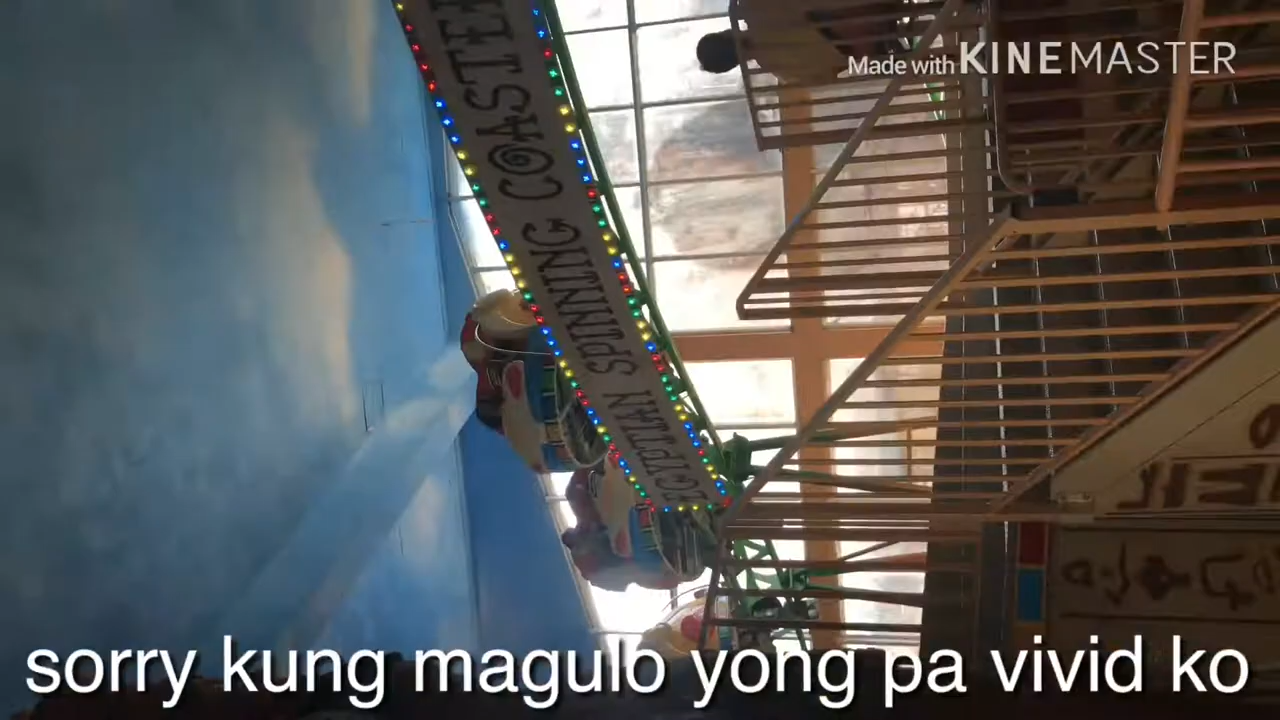 Made with KINEMASTER
EGYPTIAN SPINNING COASTER
sorry kung magulo yong pa vivid ko